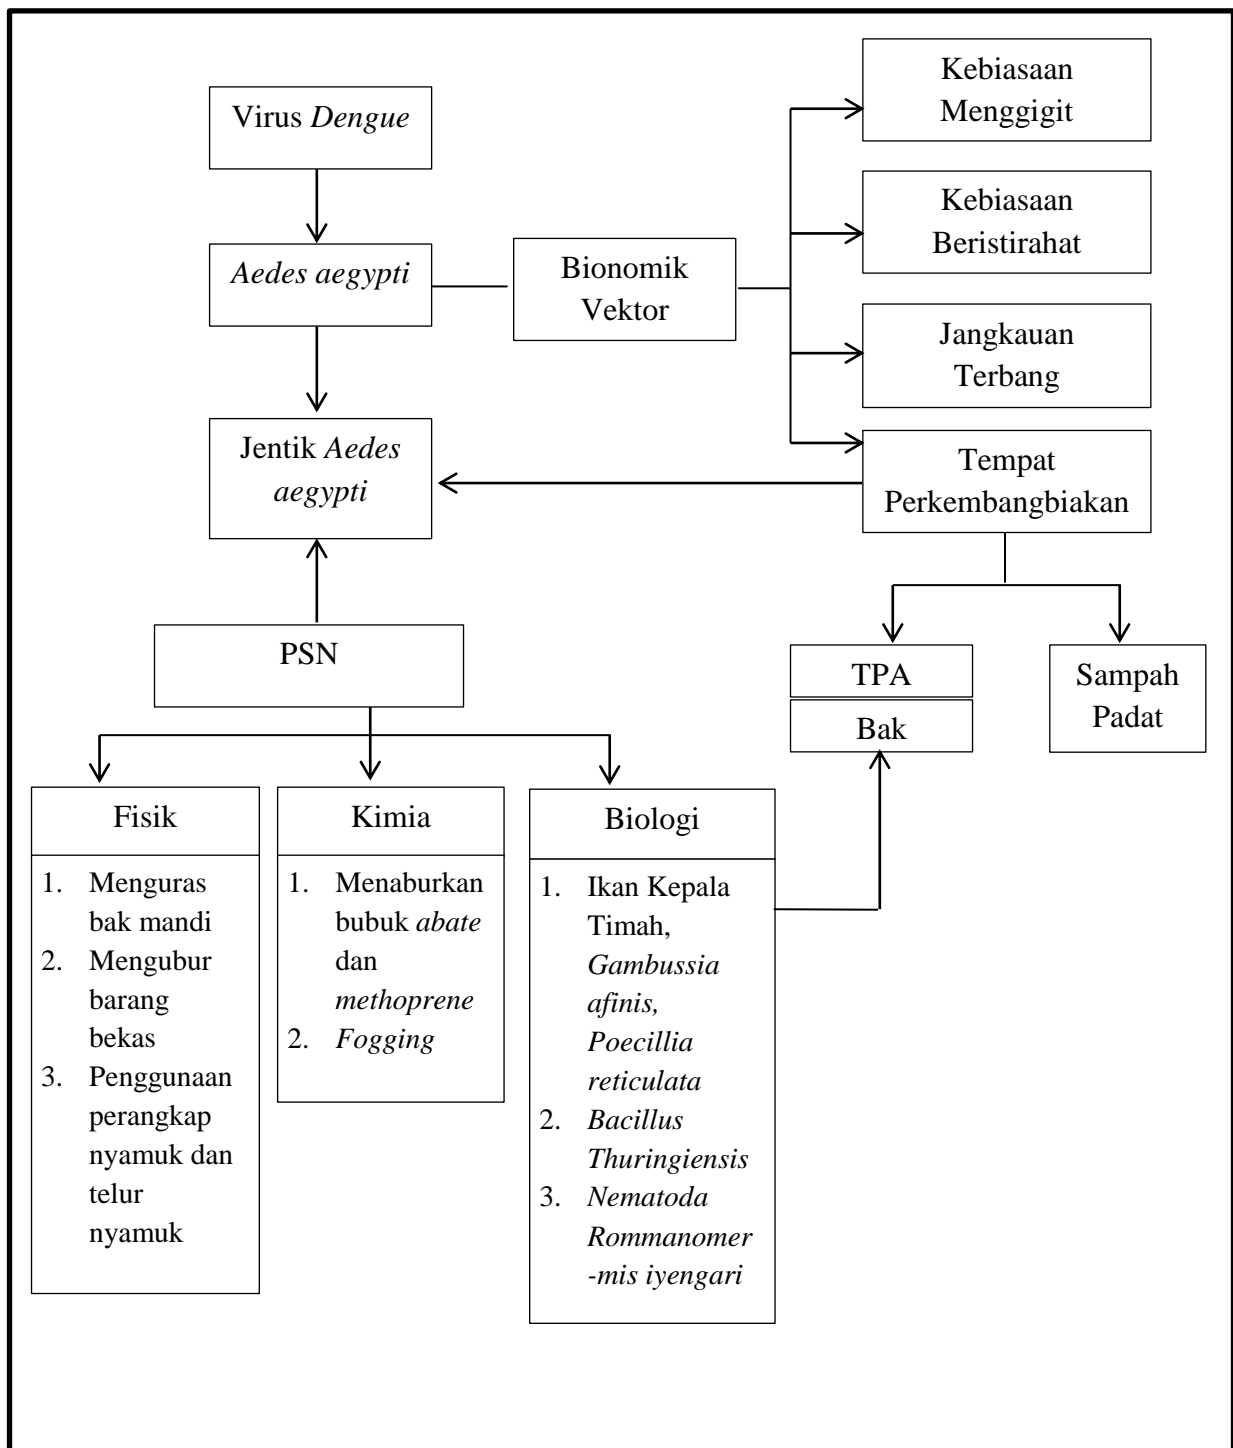 Virus Dengue
Kebiasaan
Menggigit
Kebiasaan
Beristirahat
Aedes aegypti
Bionomik
Vektor
Jangkauan
Terbang
Jentik Aedes
aegypti
Tempat
Perkembangbiakan
PSN
TPA
Bak
Sampah
Padat
Fisik
1. Menguras
bak mandi
2. Mengubur
barang
bekas
3. Penggunaan
perangkap
nyamuk dan
telur
nyamuk
Kimia
1. Menaburkan
bubuk abate
dan
methoprene
2. Fogging
Biologi
1. Ikan Kepala
Timah,
Gambussia
afinis,
Poecillia
reticulata
2. Bacillus
Thuringiensis
3. Nematoda
Rommanomer
-mis iyengari